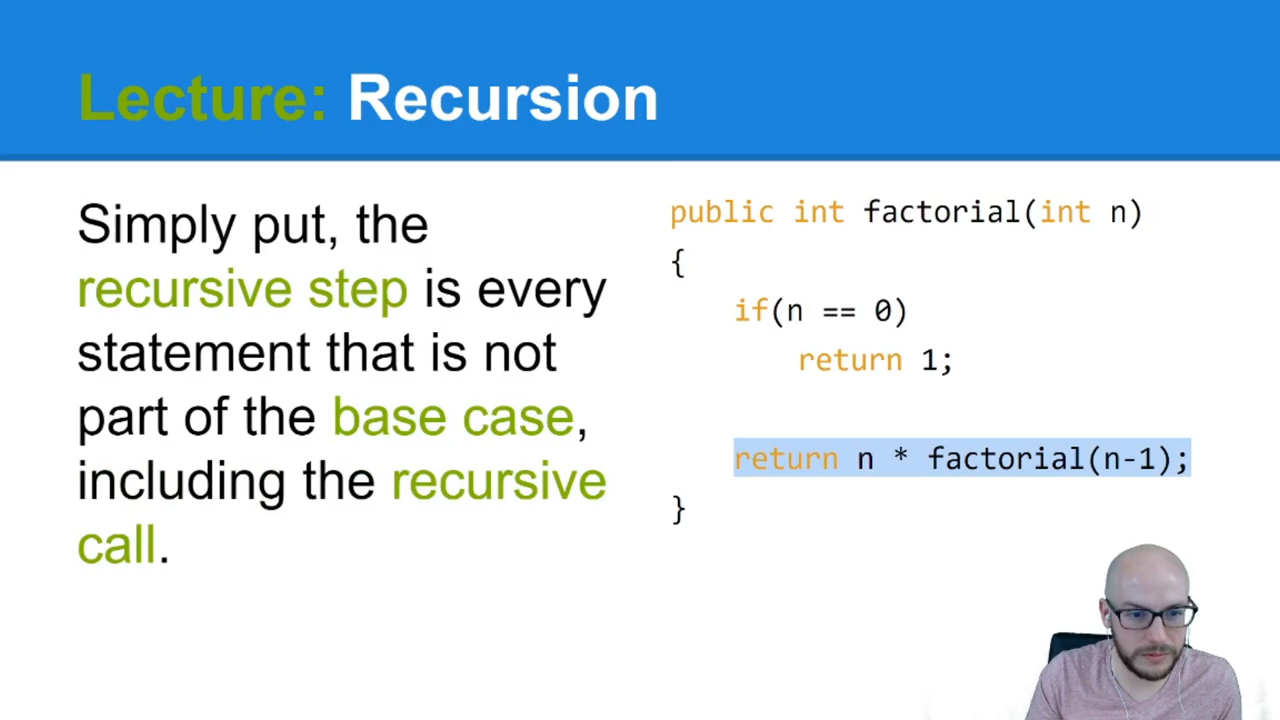 Lecture: Recursion
Simply put, the
recursive step is every
statement that is not
part of the base case,
including the recursive
call.
public int factorial(int n)
{
if(n == 0)
return 1;
return n * factorial(n-1);
}